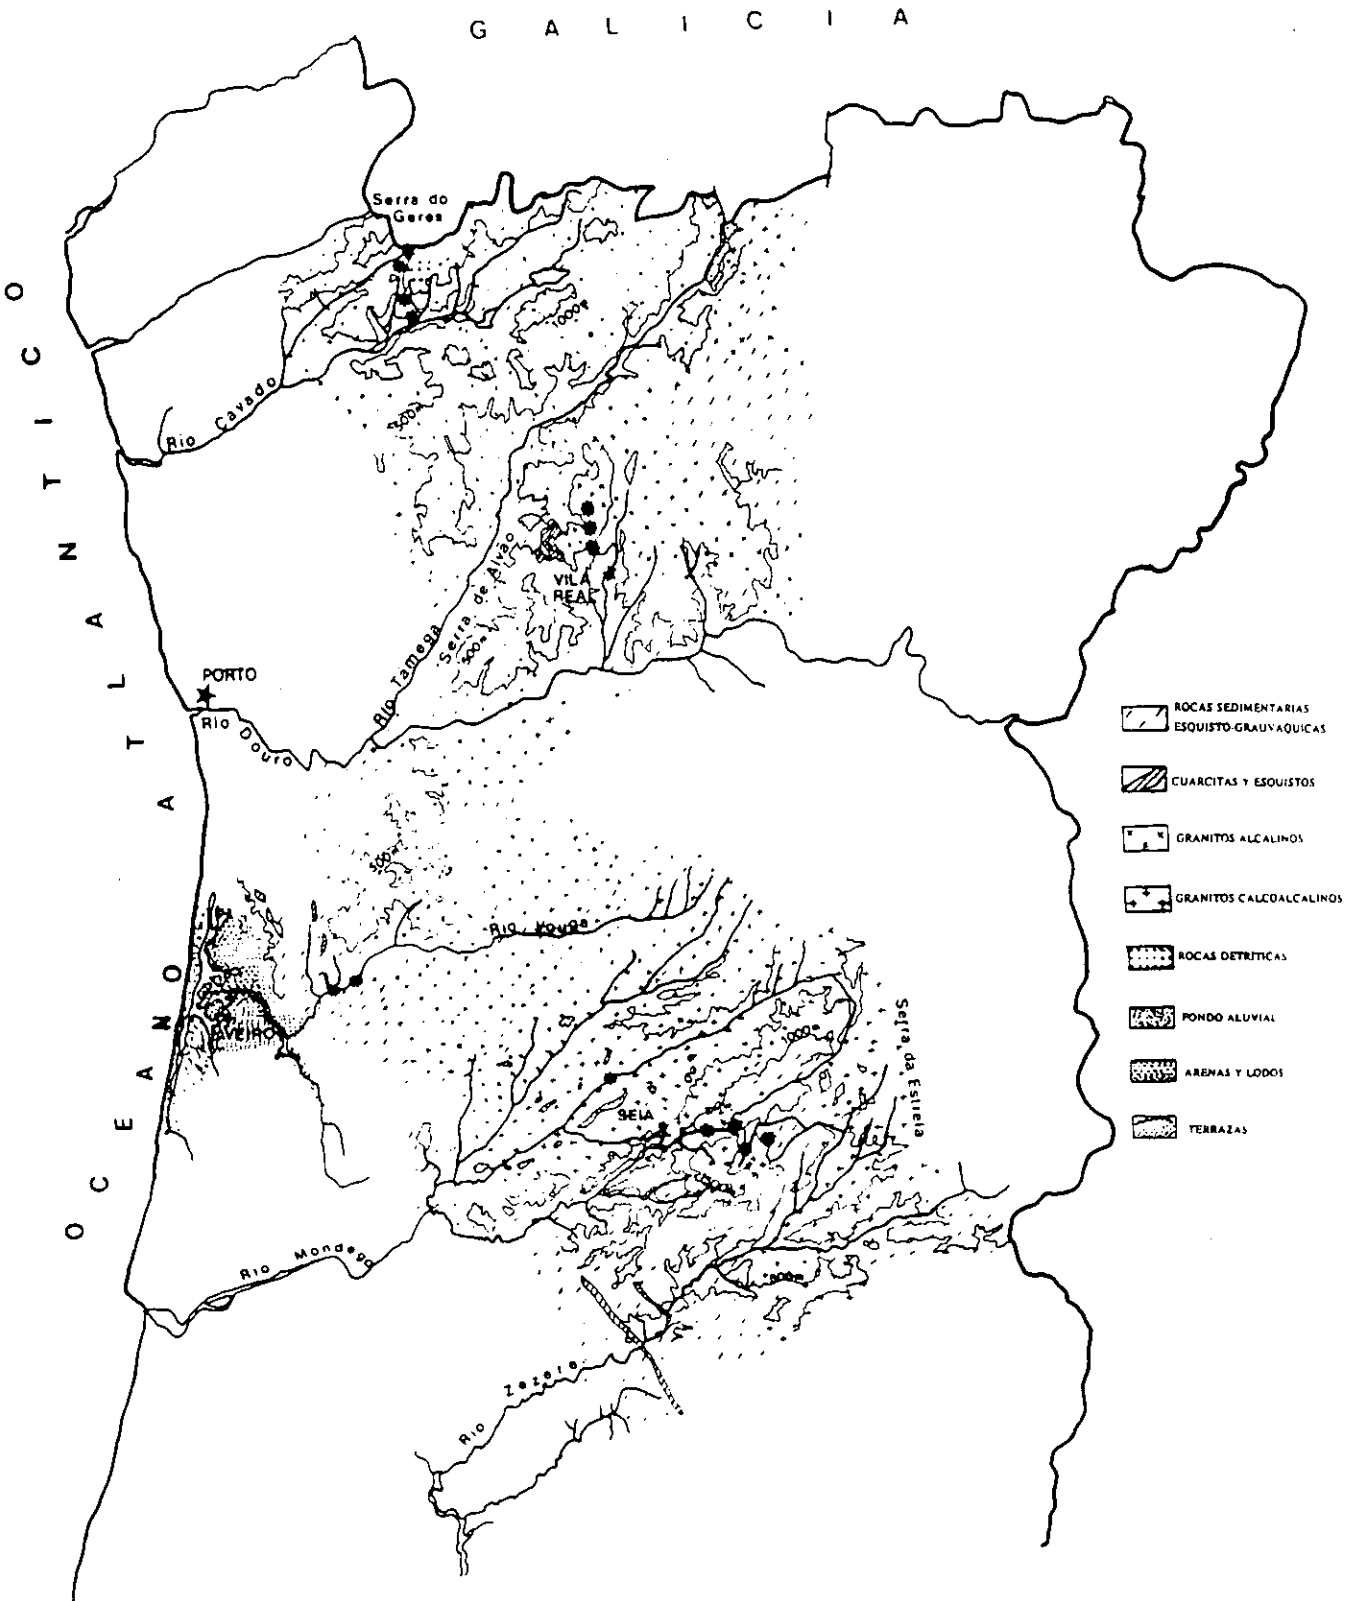 GALICIA
OCEANO ATLANTICO
Serra do
Geres
1000m
Rio Cavado
500m
Serra de Alvão
VILA
REAL
Rio Tamega
500m
PORTO
Rio Douro
500m
Rio Vouga
AVEIRO
1000m
Serra da Estrela
SEIA
Rio Mondego
Rio Zezere
ROCAS SEDIMENTARIAS
ESQUISTO-GRAUVAQUICAS
CUARCITAS Y ESQUISTOS
GRANITOS ALCALINOS
GRANITOS CALCOALCALINOS
ROCAS DETRITICAS
FONDO ALUVIAL
ARENAS Y LODOS
TERRAZAS